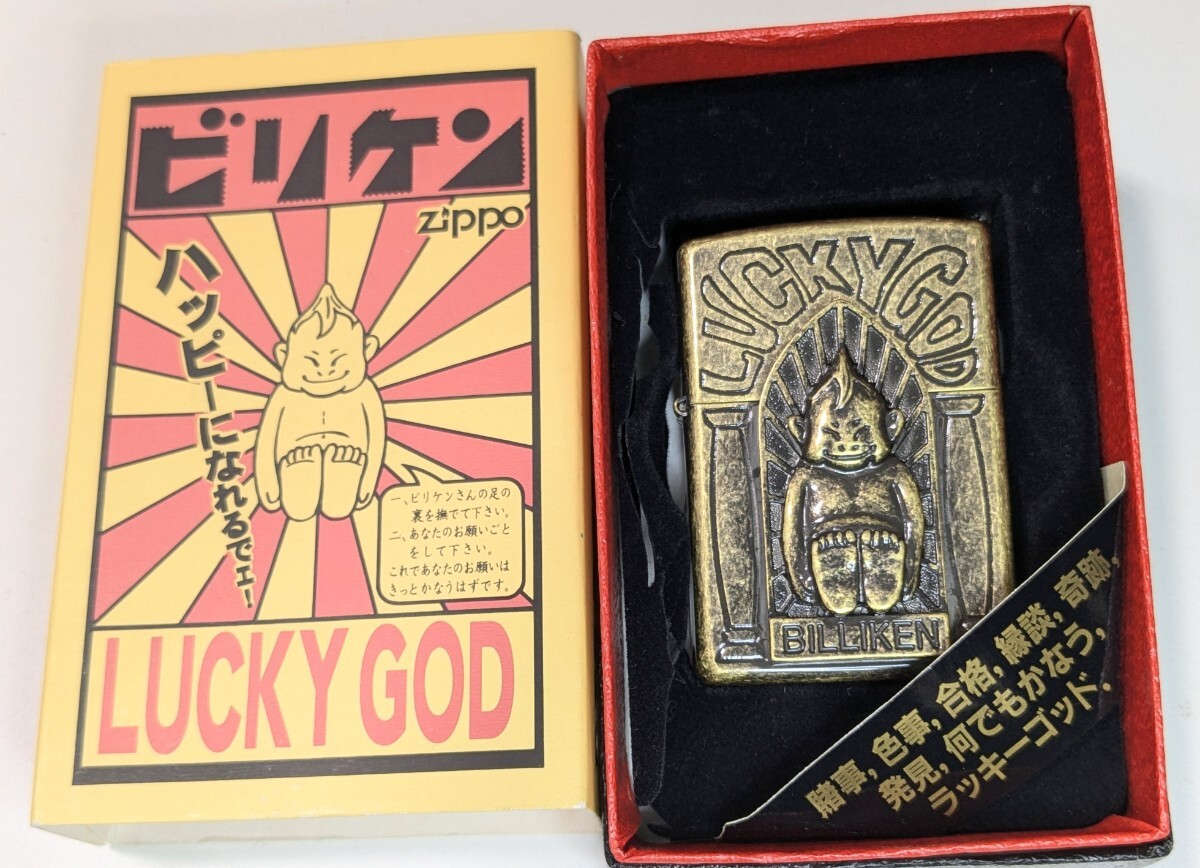 ビリケン
zippo
ハッピーになれるでェ!
一、ビリケンさんの足の
裏を撫でて下さい。
二、あなたのお願いごと
をして下さい。
これであなたのお願いは
きっとかなうはずです。
LUCKY GOD
LUCKY GOD
BILLIKEN
賭事,色事,合格,縁談,奇跡,
発見,何でもかなう,
ラッキーゴッド.